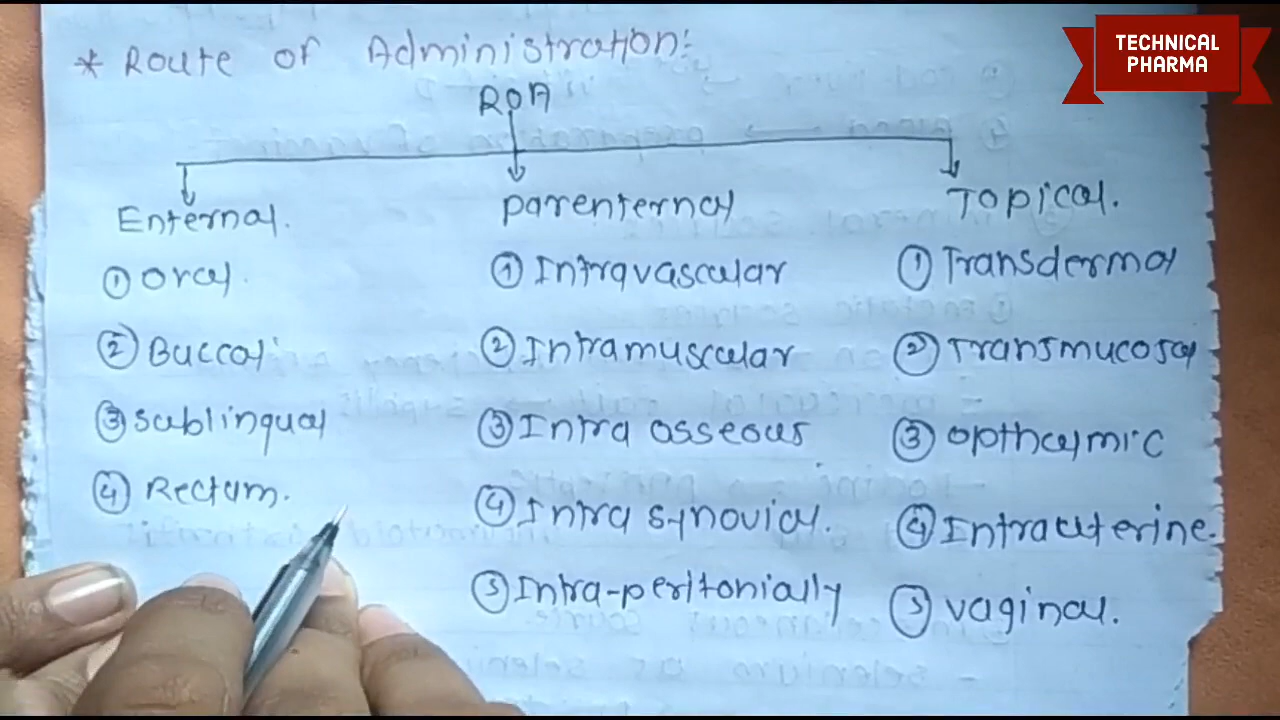 * Route of Administration:
ROA
Enternal.
Parenternal
Topical.
① Oral.
② Buccal
③ Sublingual
④ Rectum.
① Intravascular
② Intramuscular
③ Intra osseous
④ Intra synovial.
⑤ Intra-peritonially
① Transdermal
② Transmucosal
③ Opthalmic
④ Intrauterine.
⑤ Vaginal.
TECHNICAL
PHARMA